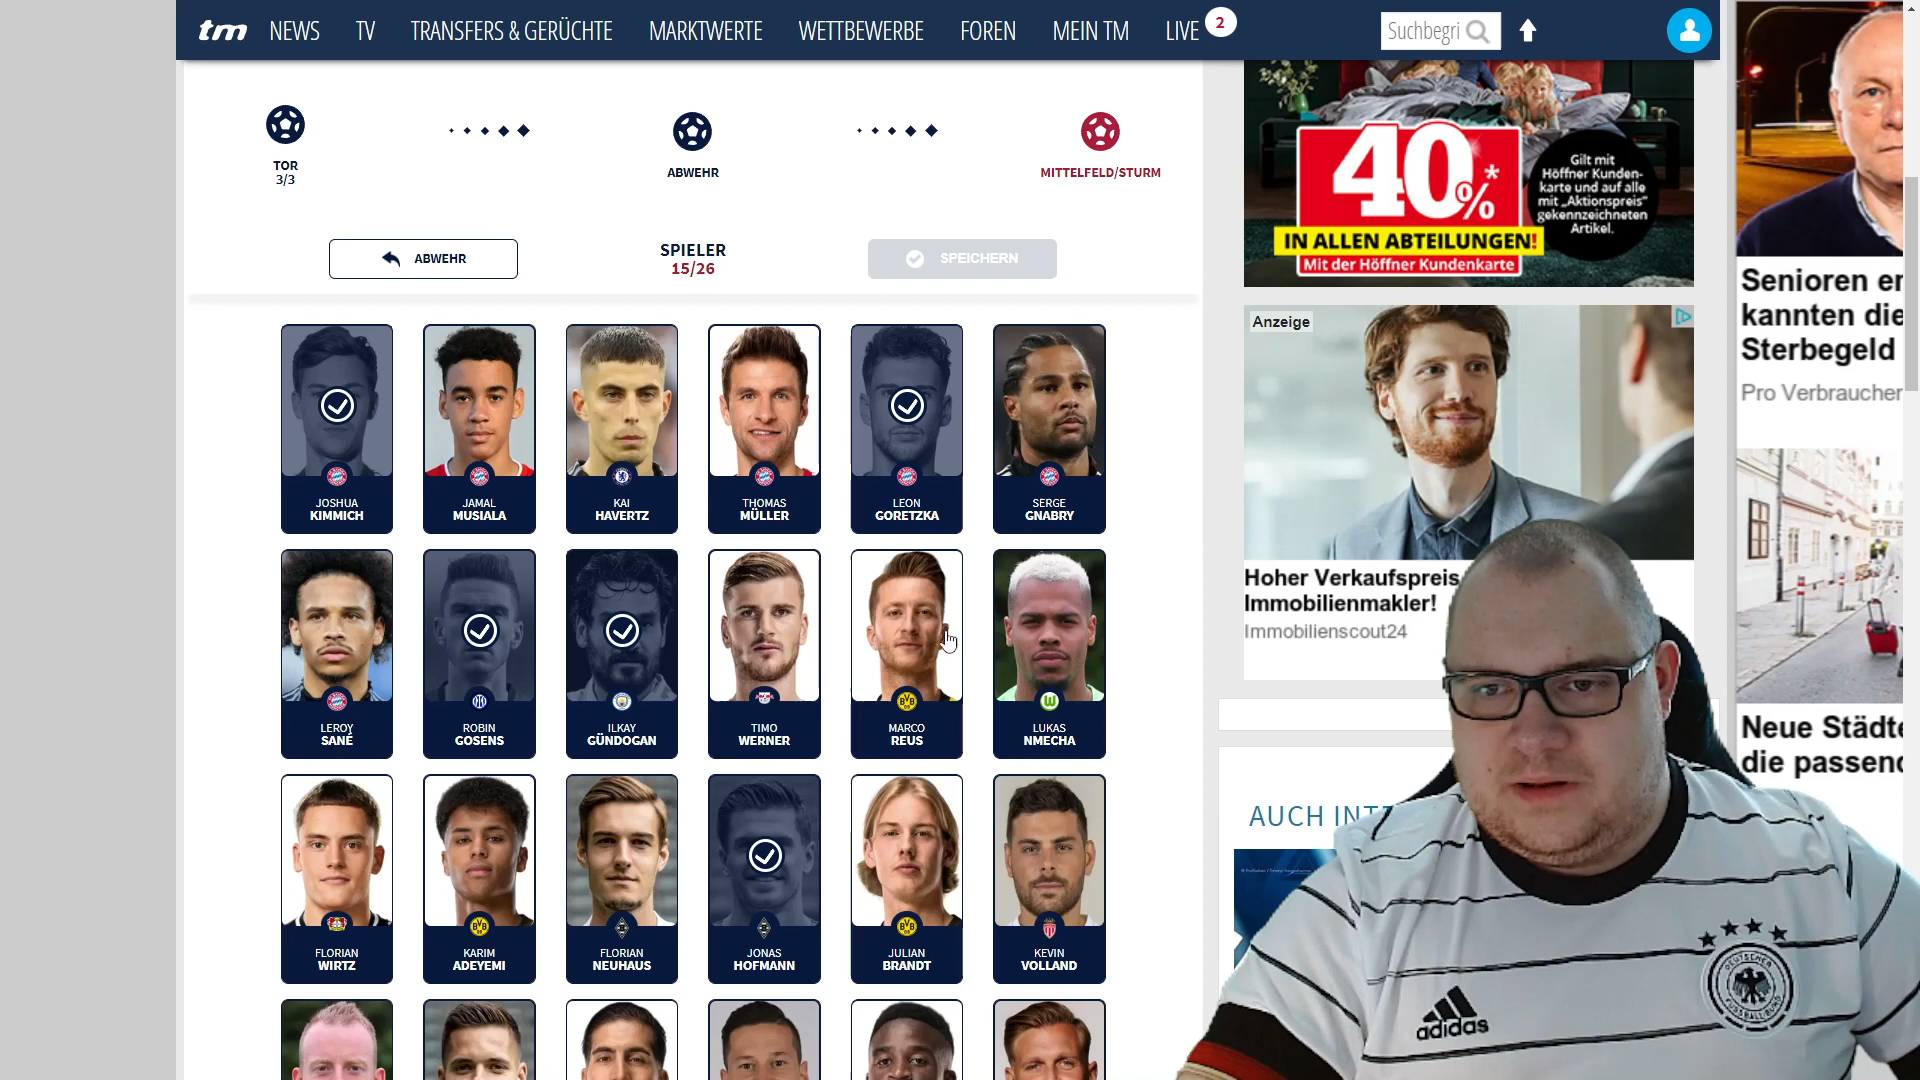 tm NEWS TV TRANSFERS & GERÜCHTE MARKTWERTE WETTBEWERBE FOREN MEIN TM LIVE 2 Suchbegri
TOR
3/3
ABWEHR
MITTELFELD/STURM
ABWEHR
SPIELER
15/26
SPEICHERN
JOSHUA
KIMMICH
JAMAL
MUSIALA
KAI
HAVERTZ
THOMAS
MÜLLER
LEON
GORETZKA
SERGE
GNABRY
LEROY
SANÉ
ROBIN
GOSENS
ILKAY
GÜNDOGAN
TIMO
WERNER
MARCO
REUS
LUKAS
NMECHA
FLORIAN
WIRTZ
KARIM
ADEYEMI
FLORIAN
NEUHAUS
JONAS
HOFMANN
JULIAN
BRANDT
KEVIN
VOLLAND
40%*
Gilt mit
Höffner Kunden-
karte und auf alle
mit „Aktionspreis"
gekennzeichneten
Artikel.
IN ALLEN ABTEILUNGEN!
Mit der Höffner Kundenkarte
Anzeige
Hoher Verkaufspreis
Immobilienmakler!
Immobilienscout24
AUCH INT
Senioren er
kannten die
Sterbegeld
Pro Verbraucher
Neue Städte
die passend
adidas
DEUTSCHER
FUSSBALL-BUND